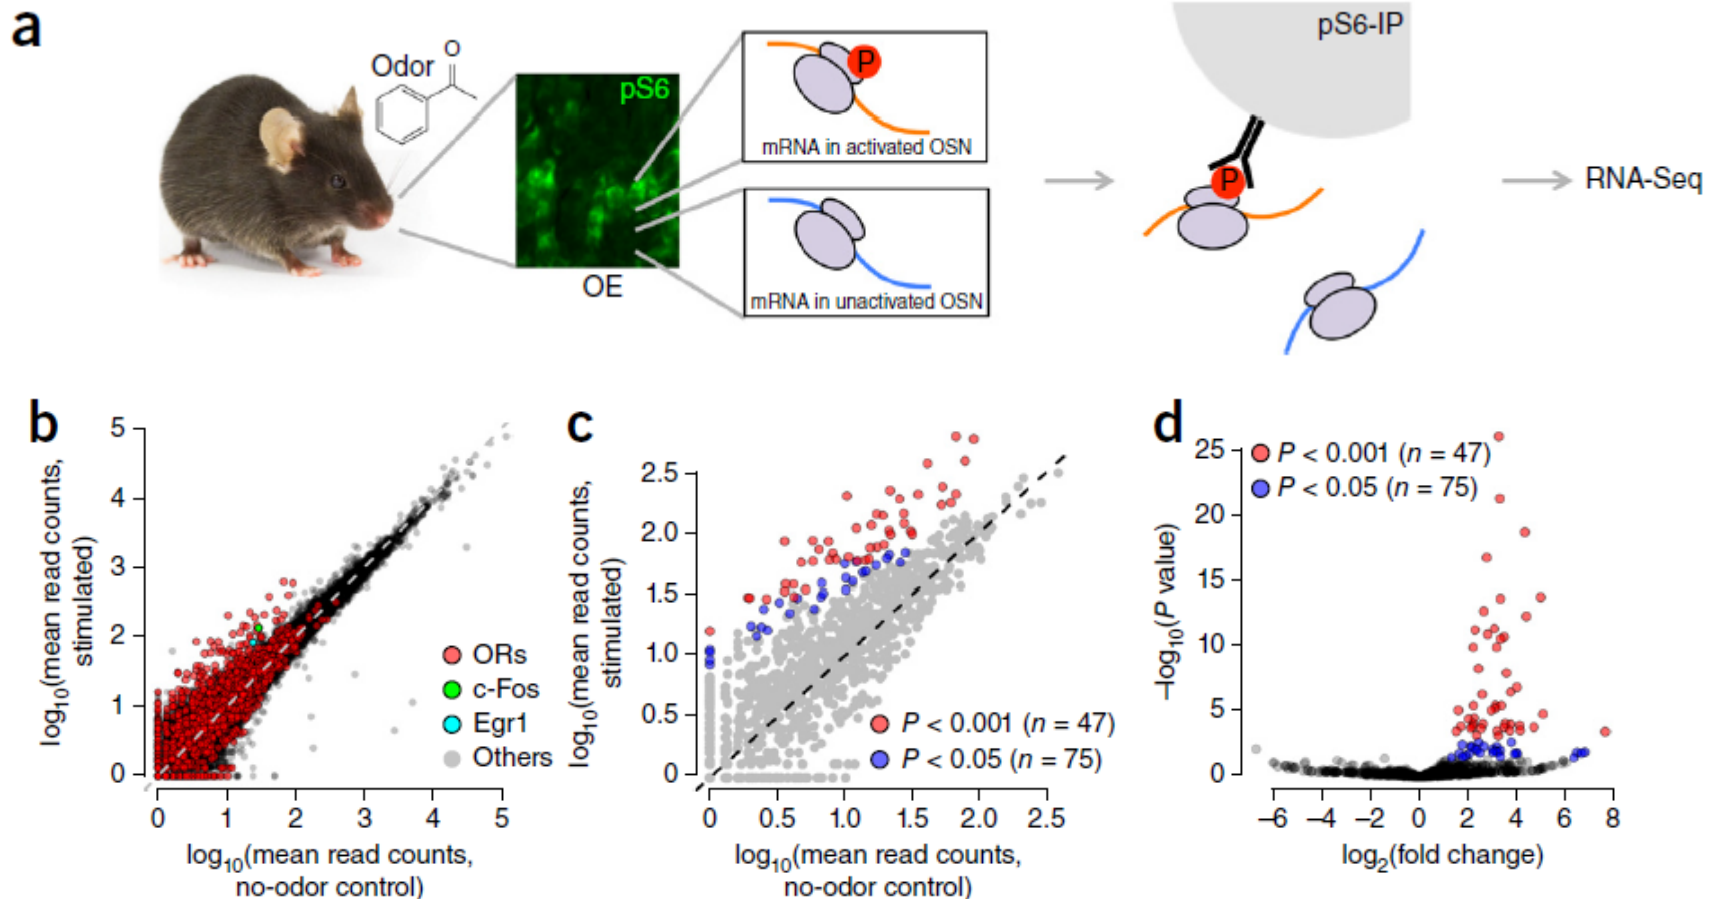 a
Odor
O
pS6
OE
P
mRNA in activated OSN
mRNA in unactivated OSN
pS6-IP
P
RNA-Seq
b
5
4
3
2
1
0
log10(mean read counts,
stimulated)
ORs
c-Fos
Egr1
Others
0 1 2 3 4 5
log10(mean read counts,
no-odor control)
c
2.5
2.0
1.5
1.0
0.5
0
log10(mean read counts,
stimulated)
P < 0.001 (n = 47)
P < 0.05 (n = 75)
0 0.5 1.0 1.5 2.0 2.5
log10(mean read counts,
no-odor control)
d
25
20
15
10
5
0
–log10(P value)
P < 0.001 (n = 47)
P < 0.05 (n = 75)
–6 –4 –2 0 2 4 6 8
log2(fold change)